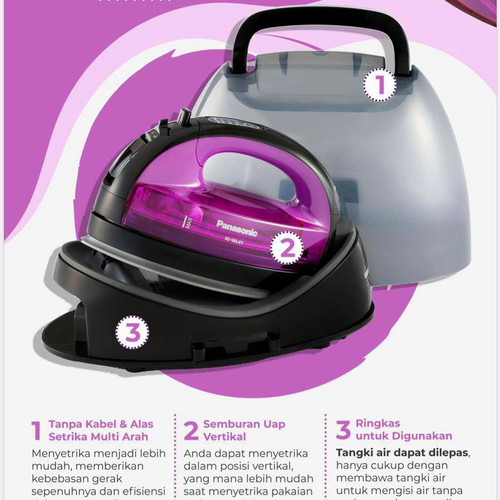 1
MAX
Panasonic
NI-WL41
2
3
1 Tanpa Kabel & Alas
Setrika Multi Arah
Menyetrika menjadi lebih
mudah, memberikan
kebebasan gerak
sepenuhnya dan efisiensi
2 Semburan Uap
Vertikal
Anda dapat menyetrika
dalam posisi vertikal,
yang mana lebih mudah
saat menyetrika pakaian
3 Ringkas
untuk Digunakan
Tangki air dapat dilepas,
hanya cukup dengan
membawa tangki air
untuk mengisi air tanpa